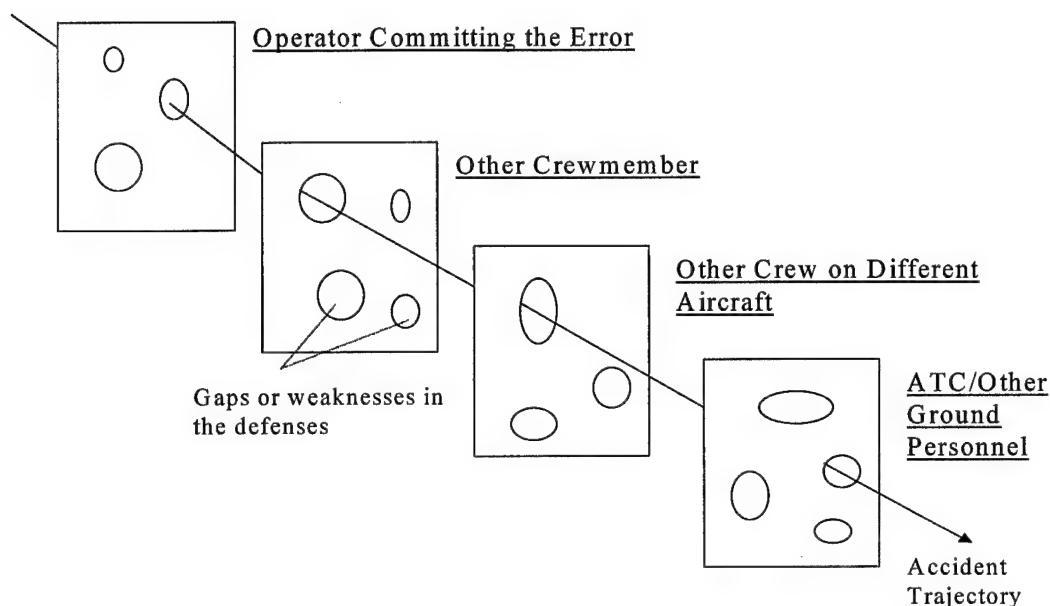 Operator Committing the Error
Other Crewmember
Other Crew on Different
Aircraft
Gaps or weaknesses in
the defenses
ATC/Other
Ground
Personnel
Accident
Trajectory